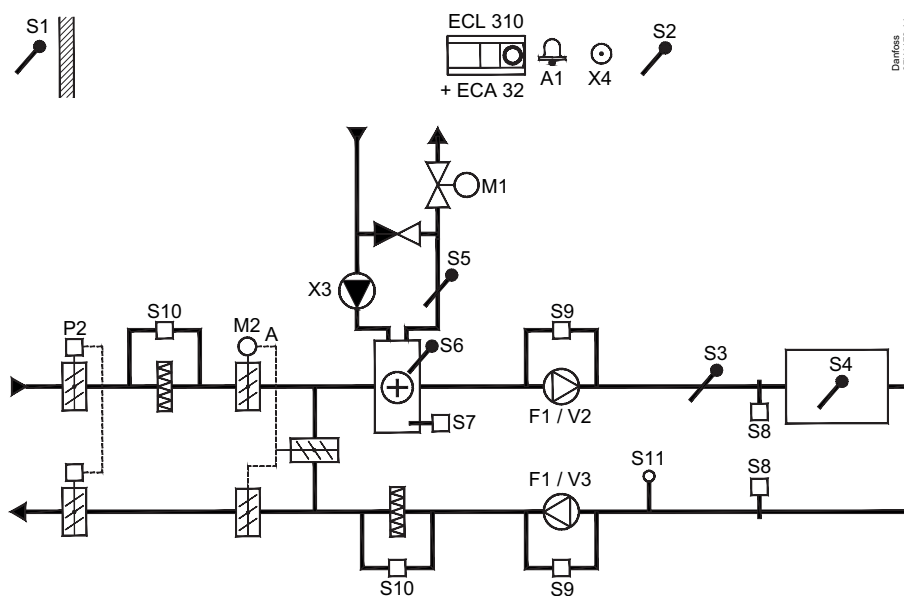 S1
ECL 310
A1
X4
S2
+ ECA 32
Danfoss
M1
S5
X3
S10
S9
P2
M2
A
S6
S3
S4
F1 / V2
S7
S8
F1 / V3
S11
S8
S10
S9